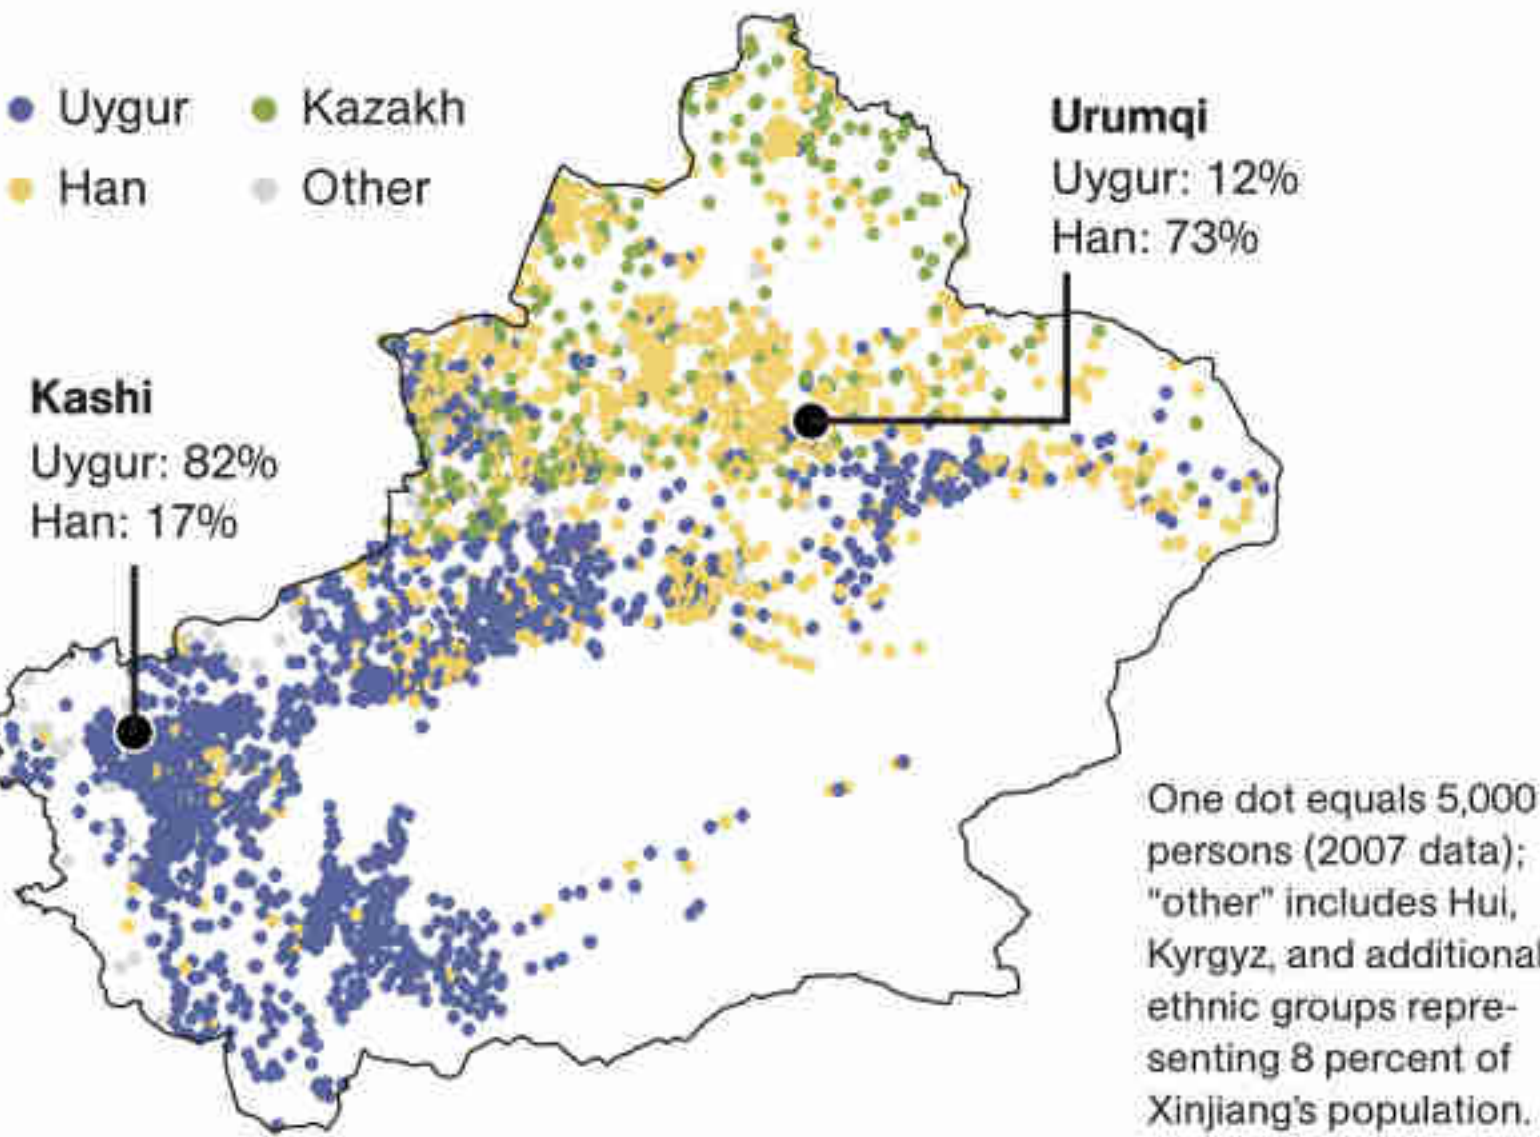 Uygur
Kazakh
Han
Other
Urumqi
Uygur: 12%
Han: 73%
Kashi
Uygur: 82%
Han: 17%
One dot equals 5,000
persons (2007 data);
“other” includes Hui,
Kyrgyz, and additional
ethnic groups repre-
senting 8 percent of
Xinjiang’s population.